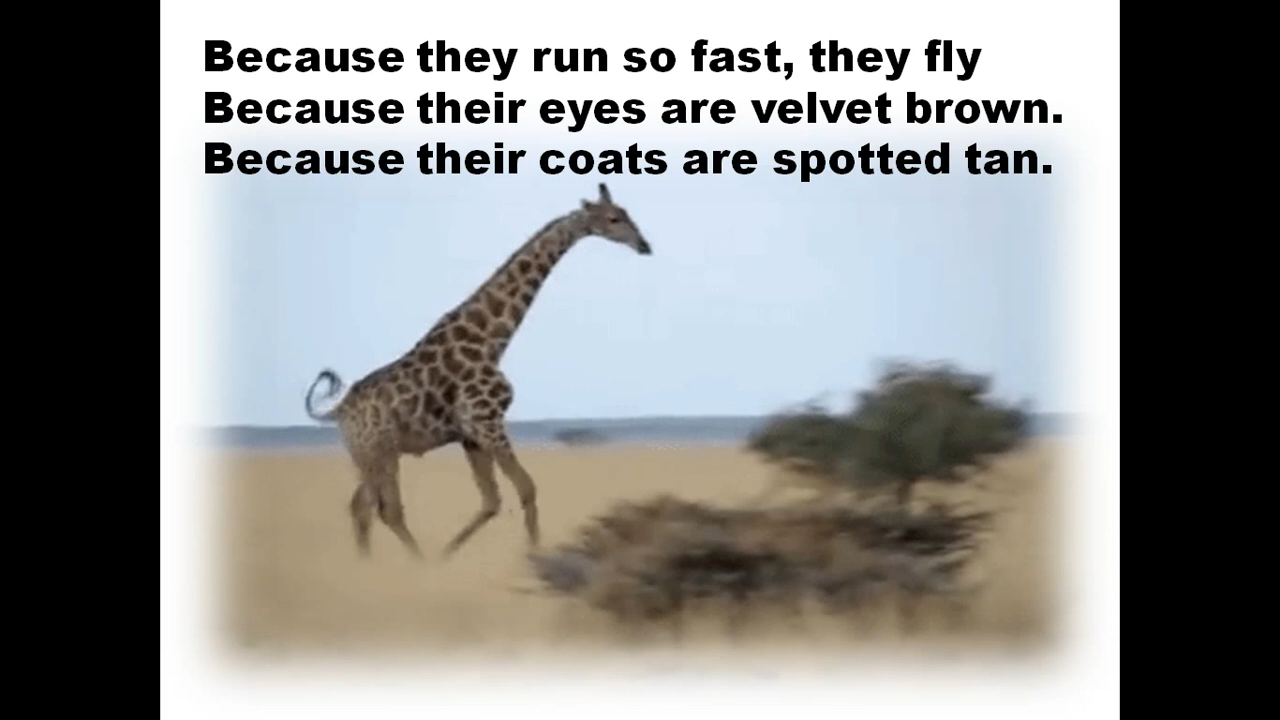 Because they run so fast, they fly
Because their eyes are velvet brown.
Because their coats are spotted tan.